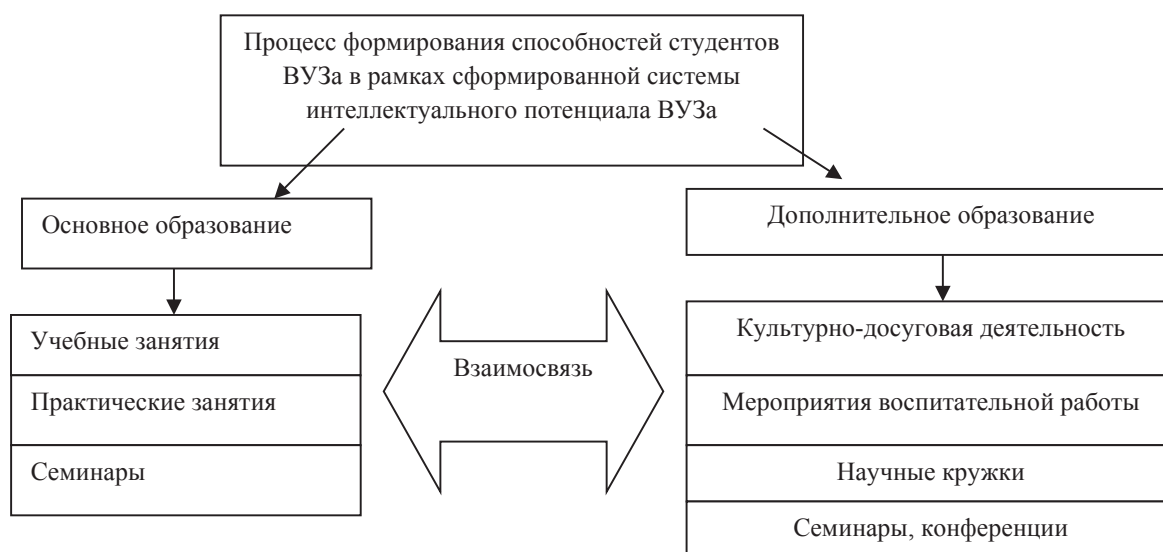 Процесс формирования способностей студентов
ВУЗа в рамках сформированной системы
интеллектуального потенциала ВУЗа
Основное образование
Дополнительное образование
Учебные занятия
Практические занятия
Семинары
Взаимосвязь
Культурно-досуговая деятельность
Мероприятия воспитательной работы
Научные кружки
Семинары, конференции